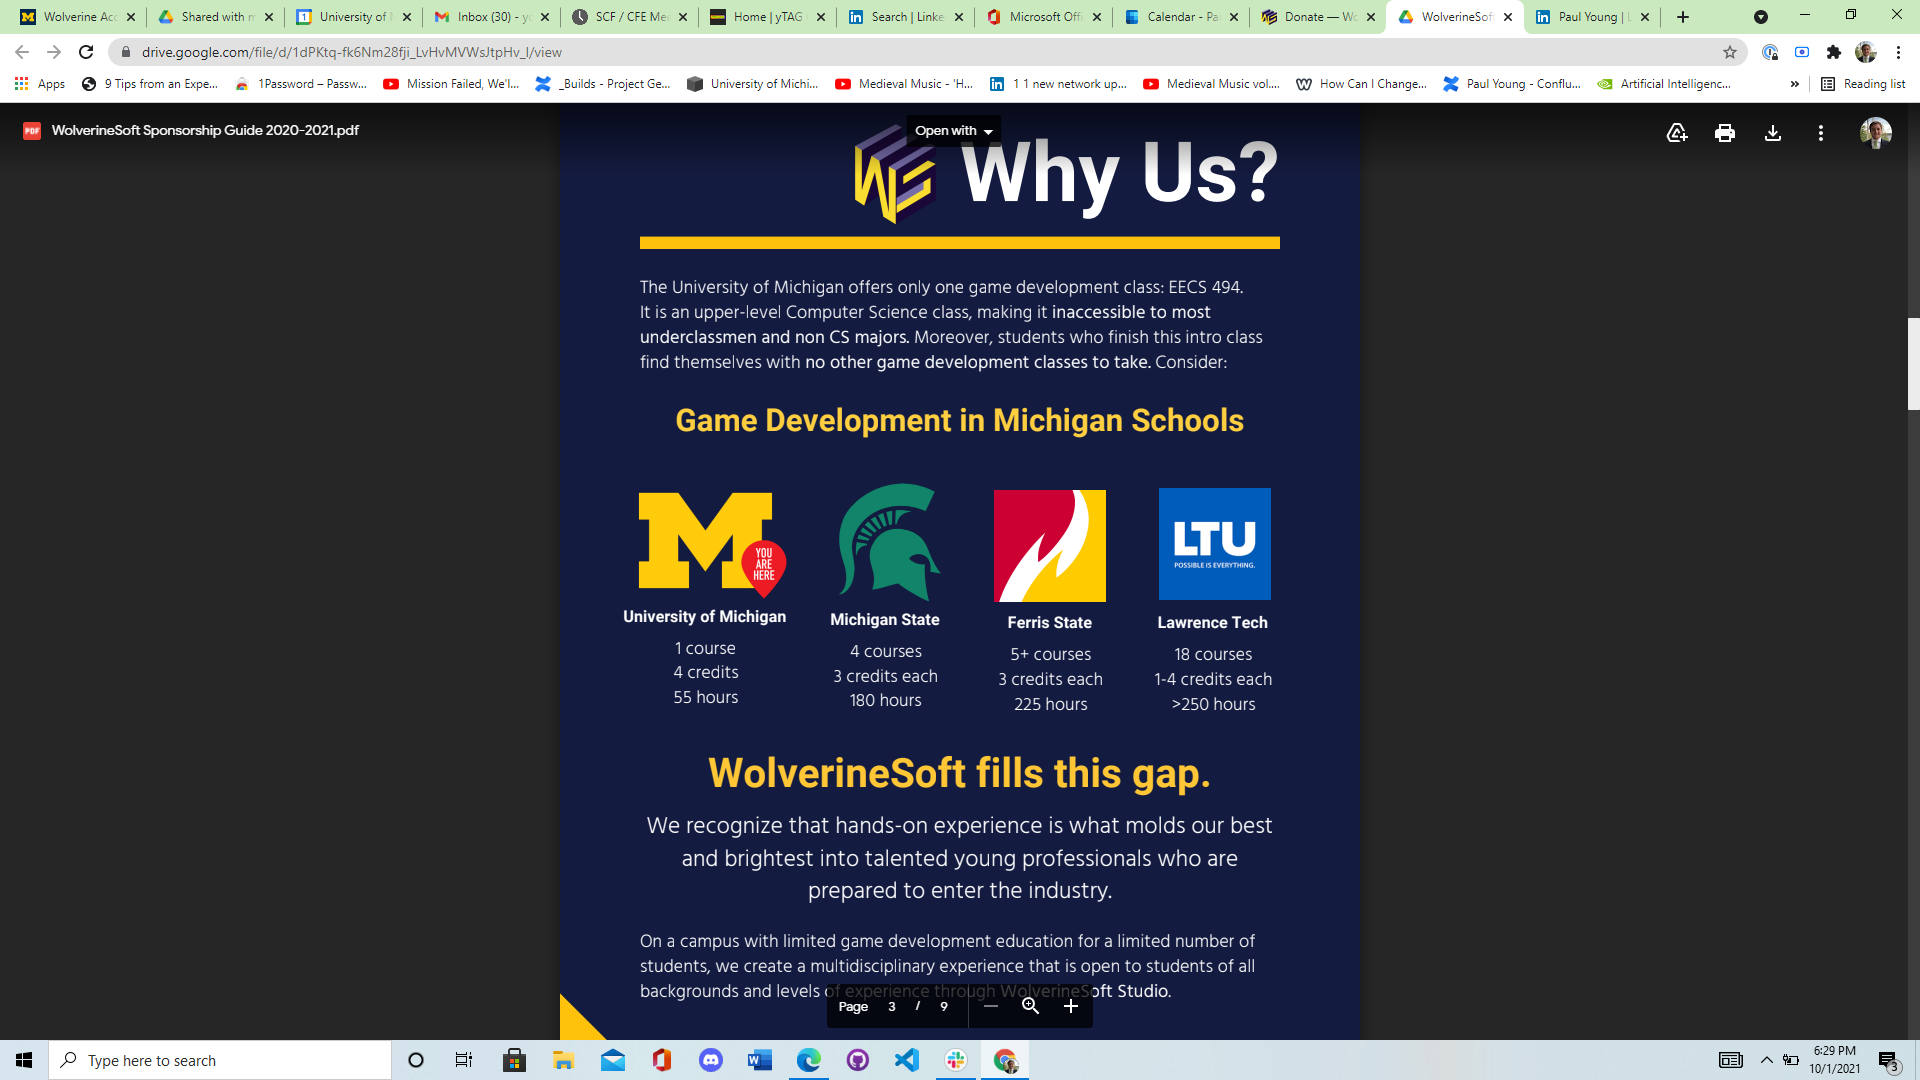 Wolverine Acc
Shared with m
University of M
Inbox (30) - yo
SCF / CFE Mee
Home | yTAG
Search | Linke
Microsoft Offi
Calendar - Pa
Donate — Wo
WolverineSoft
Paul Young | L
drive.google.com/file/d/1dPKtq-fk6Nm28fji_LvHvMVWsJtpHv_I/view
Apps
9 Tips from an Expe...
1Password – Passw...
Mission Failed, We'l...
_Builds - Project Ge...
University of Michi...
Medieval Music - 'H...
1 1 new network up...
Medieval Music vol....
How Can I Change...
Paul Young - Conflu...
Artificial Intelligenc...
»
Reading list
PDF
WolverineSoft Sponsorship Guide 2020-2021.pdf
Open with
Why Us?
The University of Michigan offers only one game development class: EECS 494.
It is an upper-level Computer Science class, making it inaccessible to most
underclassmen and non CS majors. Moreover, students who finish this intro class
find themselves with no other game development classes to take. Consider:
Game Development in Michigan Schools
M
YOU
ARE
HERE
University of Michigan
1 course
4 credits
55 hours
Michigan State
4 courses
3 credits each
180 hours
Ferris State
5+ courses
3 credits each
225 hours
LTU
POSSIBLE IS EVERYTHING.
Lawrence Tech
18 courses
1-4 credits each
>250 hours
WolverineSoft fills this gap.
We recognize that hands-on experience is what molds our best
and brightest into talented young professionals who are
prepared to enter the industry.
On a campus with limited game development education for a limited number of
students, we create a multidisciplinary experience that is open to students of all
backgrounds and levels of experience through WolverineSoft Studio.
Page 3 / 9
Type here to search
6:29 PM
10/1/2021
3